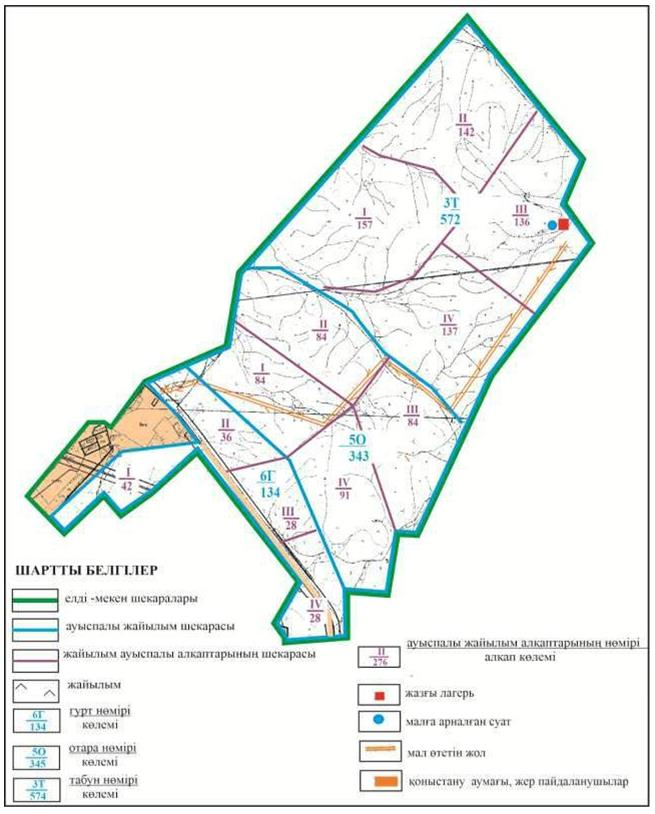 II
142
3Т
572
III
136
I
157
IV
137
II
84
I
84
III
84
II
36
5О
343
I
42
6Г
134
IV
91
III
28
IV
28
ШАРТТЫ БЕЛГІЛЕР
елді -мекен шекаралары
ауыспалы жайылым шекарасы
жайылым ауыспалы алқаптарының шекарасы
жайылым
6Г
134
гурт нөмірі
көлемі
5О
345
отара нөмірі
көлемі
3Т
574
табун нөмірі
көлемі
II
276
ауыспалы жайылым алқаптарының нөмірі
алқап көлемі
жазғы лагерь
малға арналған суат
мал өтетін жол
қоныстану аумағы, жер пайдаланушылар